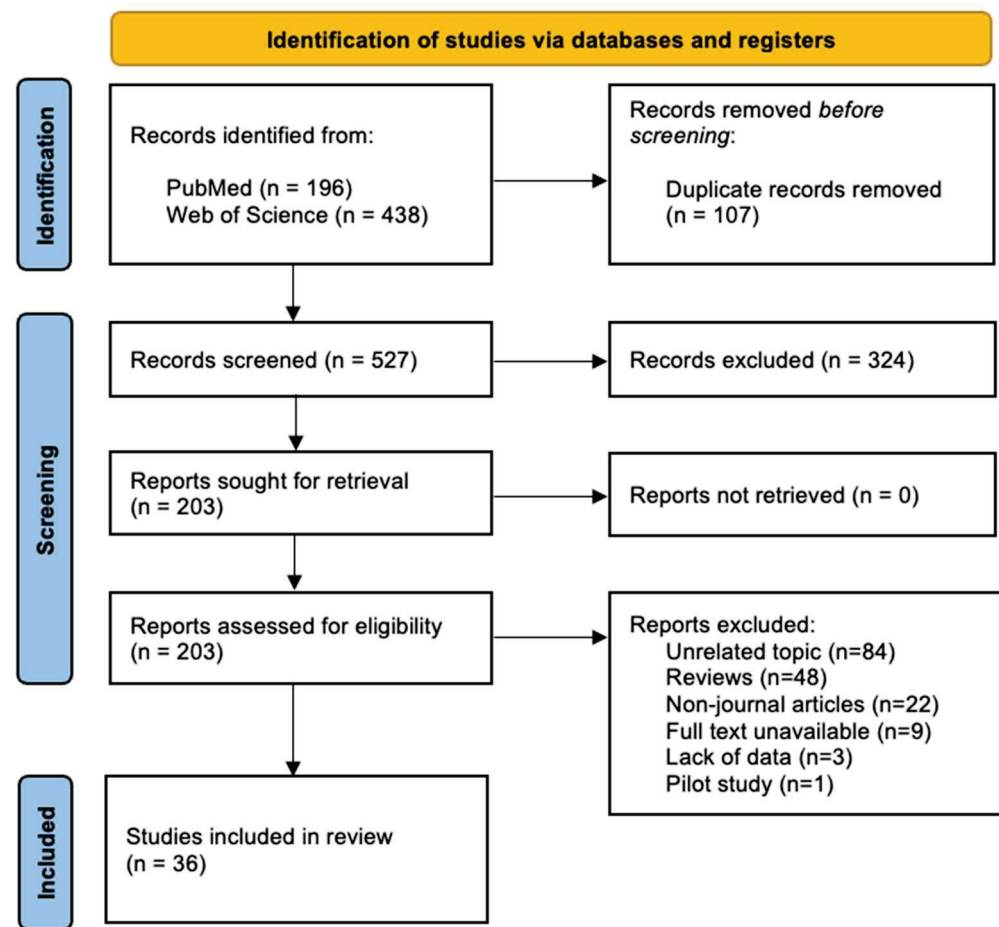 Identification of studies via databases and registers
Identification
Records identified from:
PubMed (n = 196)
Web of Science (n = 438)
Records removed before
screening:
Duplicate records removed
(n = 107)
Screening
Records screened (n = 527)
Records excluded (n = 324)
Reports sought for retrieval
(n = 203)
Reports not retrieved (n = 0)
Reports assessed for eligibility
(n = 203)
Reports excluded:
Unrelated topic (n=84)
Reviews (n=48)
Non-journal articles (n=22)
Full text unavailable (n=9)
Lack of data (n=3)
Pilot study (n=1)
Included
Studies included in review
(n = 36)